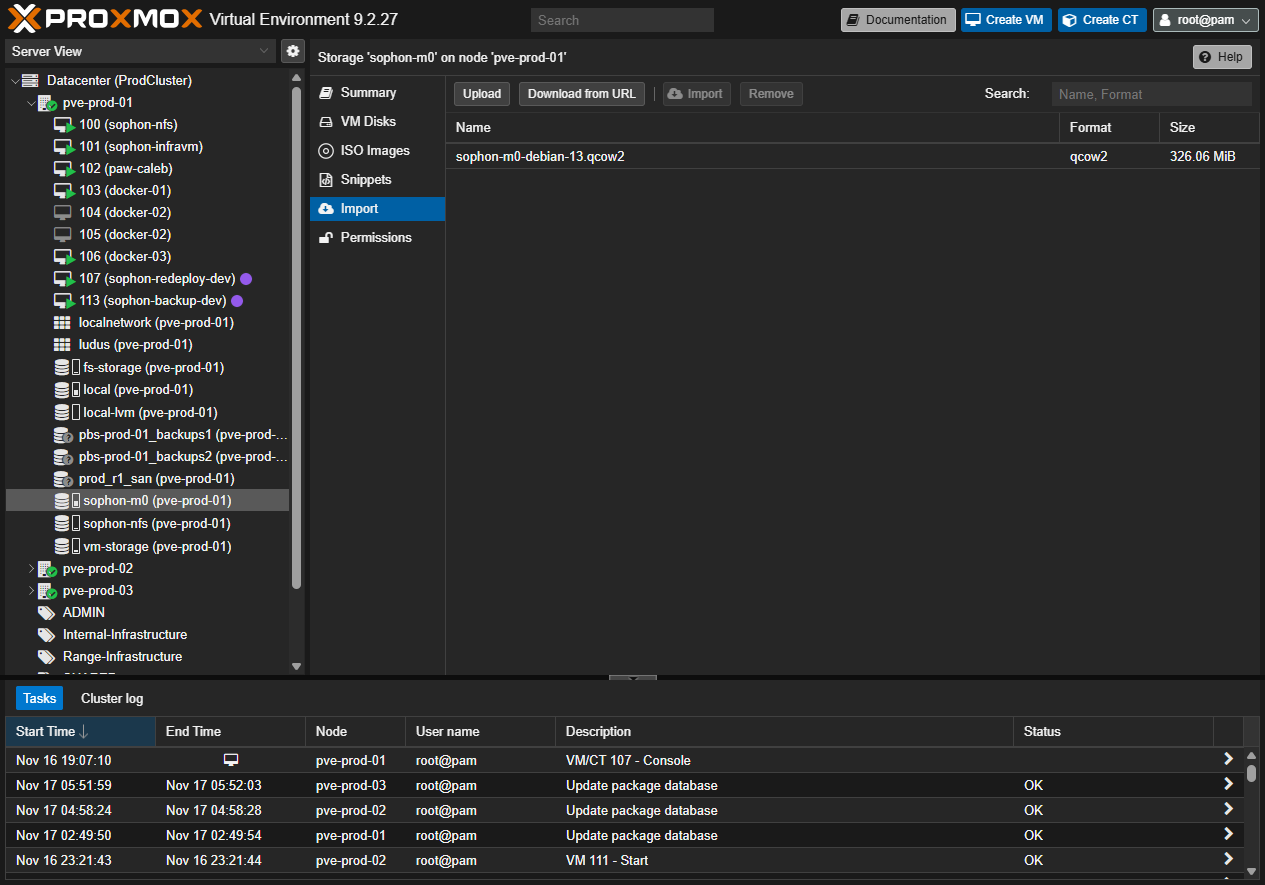 PROXMOX Virtual Environment 9.2.27 Search Documentation Create VM Create CT root@pam
Server View
Storage 'sophon-m0' on node 'pve-prod-01' Help
Datacenter (ProdCluster)
pve-prod-01
100 (sophon-nfs)
101 (sophon-infravm)
102 (paw-caleb)
103 (docker-01)
104 (docker-02)
105 (docker-02)
106 (docker-03)
107 (sophon-redeploy-dev)
113 (sophon-backup-dev)
localnetwork (pve-prod-01)
ludus (pve-prod-01)
fs-storage (pve-prod-01)
local (pve-prod-01)
local-lvm (pve-prod-01)
pbs-prod-01_backups1 (pve-prod-...
pbs-prod-01_backups2 (pve-prod-...
prod_r1_san (pve-prod-01)
sophon-m0 (pve-prod-01)
sophon-nfs (pve-prod-01)
vm-storage (pve-prod-01)
pve-prod-02
pve-prod-03
ADMIN
Internal-Infrastructure
Range-Infrastructure
Summary
VM Disks
ISO Images
Snippets
Import
Permissions
Upload Download from URL Import Remove Search: Name, Format
Name Format Size
sophon-m0-debian-13.qcow2 qcow2 326.06 MiB
Tasks Cluster log
Start Time End Time Node User name Description Status
Nov 16 19:07:10 pve-prod-01 root@pam VM/CT 107 - Console
Nov 17 05:51:59 Nov 17 05:52:03 pve-prod-03 root@pam Update package database OK
Nov 17 04:58:24 Nov 17 04:58:28 pve-prod-02 root@pam Update package database OK
Nov 17 02:49:50 Nov 17 02:49:54 pve-prod-01 root@pam Update package database OK
Nov 16 23:21:43 Nov 16 23:21:44 pve-prod-02 root@pam VM 111 - Start OK